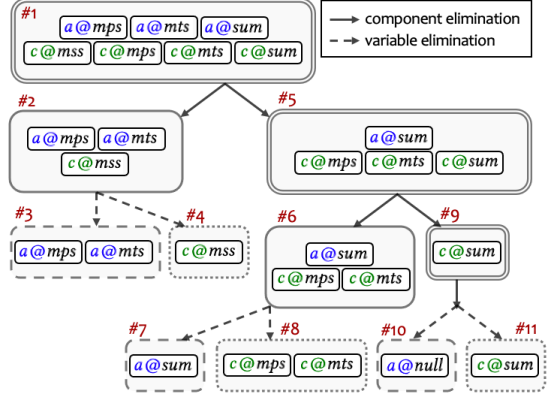 #1
component elimination
variable elimination
a@mps a@mts a@sum
c@mss c@mps c@mts c@sum
#2
a@mps a@mts
c@mss
#5
a@sum
c@mps c@mts c@sum
#3
a@mps a@mts
#4
c@mss
#6
a@sum
c@mps c@mts
#9
c@sum
#7
a@sum
#8
c@mps c@mts
#10
a@null
#11
c@sum